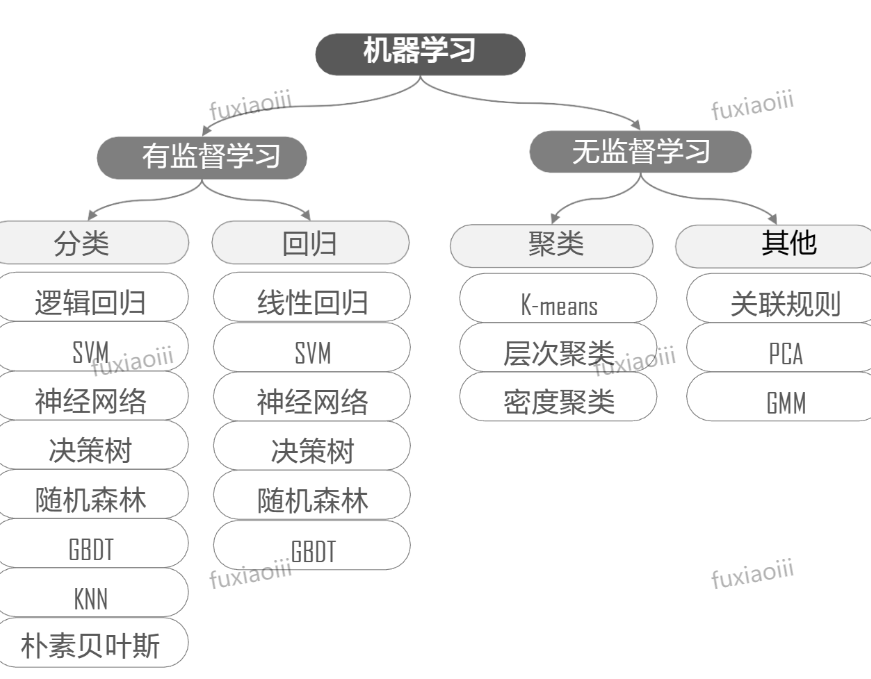 机器学习
fuxiaoiii
fuxiaoiii
有监督学习
无监督学习
分类
回归
聚类
其他
逻辑回归
线性回归
K-means
关联规则
SVM
SVM
层次聚类
PCA
fuxiaoiii
fuxiaoiii
神经网络
神经网络
密度聚类
GMM
决策树
决策树
随机森林
随机森林
GBDT
GBDT
fuxiaoiii
fuxiaoiii
KNN
朴素贝叶斯